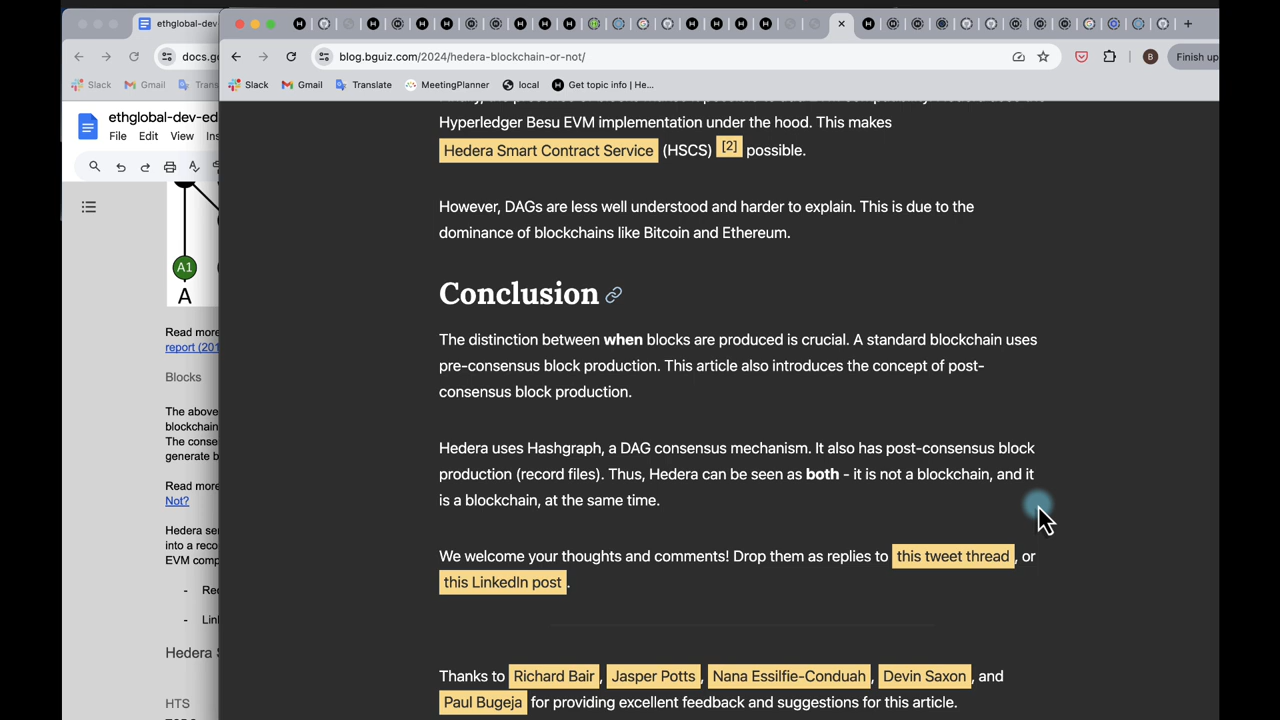 ethglobal-dev-ed
docs.go
blog.bguiz.com/2024/hedera-blockchain-or-not/
B
Finish up
Slack
Gmail
Trans
Slack
Gmail
Translate
MeetingPlanner
local
Get topic info | He...
ethglobal-dev-ed
File Edit View Ins
A1
A
Read more
report (201
Blocks
The above
blockchain
The conse
generate b
Read more
Not?
Hedera ser
into a reco
EVM comp
- Rec
- Linl
Hedera S
HTS
Hyperledger Besu EVM implementation under the hood. This makes
Hedera Smart Contract Service (HSCS) [2] possible.
However, DAGs are less well understood and harder to explain. This is due to the
dominance of blockchains like Bitcoin and Ethereum.
Conclusion
The distinction between when blocks are produced is crucial. A standard blockchain uses
pre-consensus block production. This article also introduces the concept of post-
consensus block production.
Hedera uses Hashgraph, a DAG consensus mechanism. It also has post-consensus block
production (record files). Thus, Hedera can be seen as both - it is not a blockchain, and it
is a blockchain, at the same time.
We welcome your thoughts and comments! Drop them as replies to this tweet thread, or
this LinkedIn post.
Thanks to Richard Bair, Jasper Potts, Nana Essilfie-Conduah, Devin Saxon, and
Paul Bugeja for providing excellent feedback and suggestions for this article.